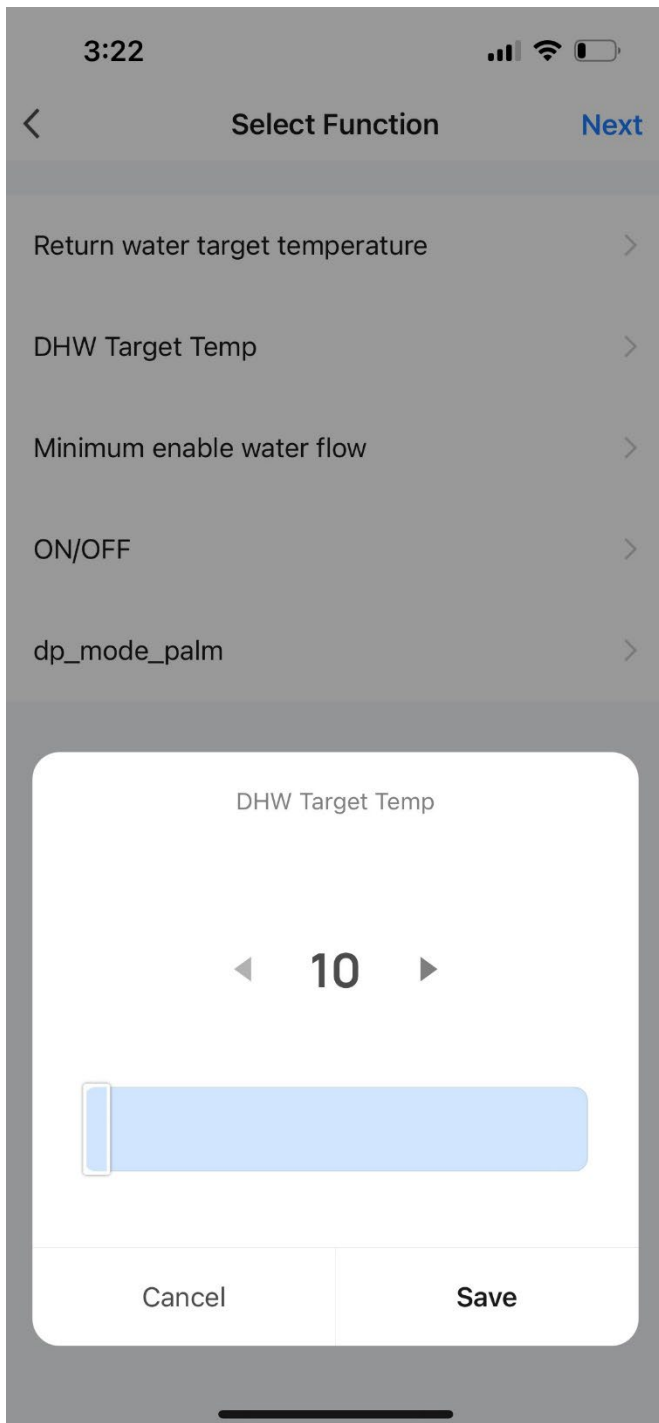 3:22
Select Function
Next
Return water target temperature
DHW Target Temp
Minimum enable water flow
ON/OFF
dp_mode_palm
DHW Target Temp
10
Cancel
Save